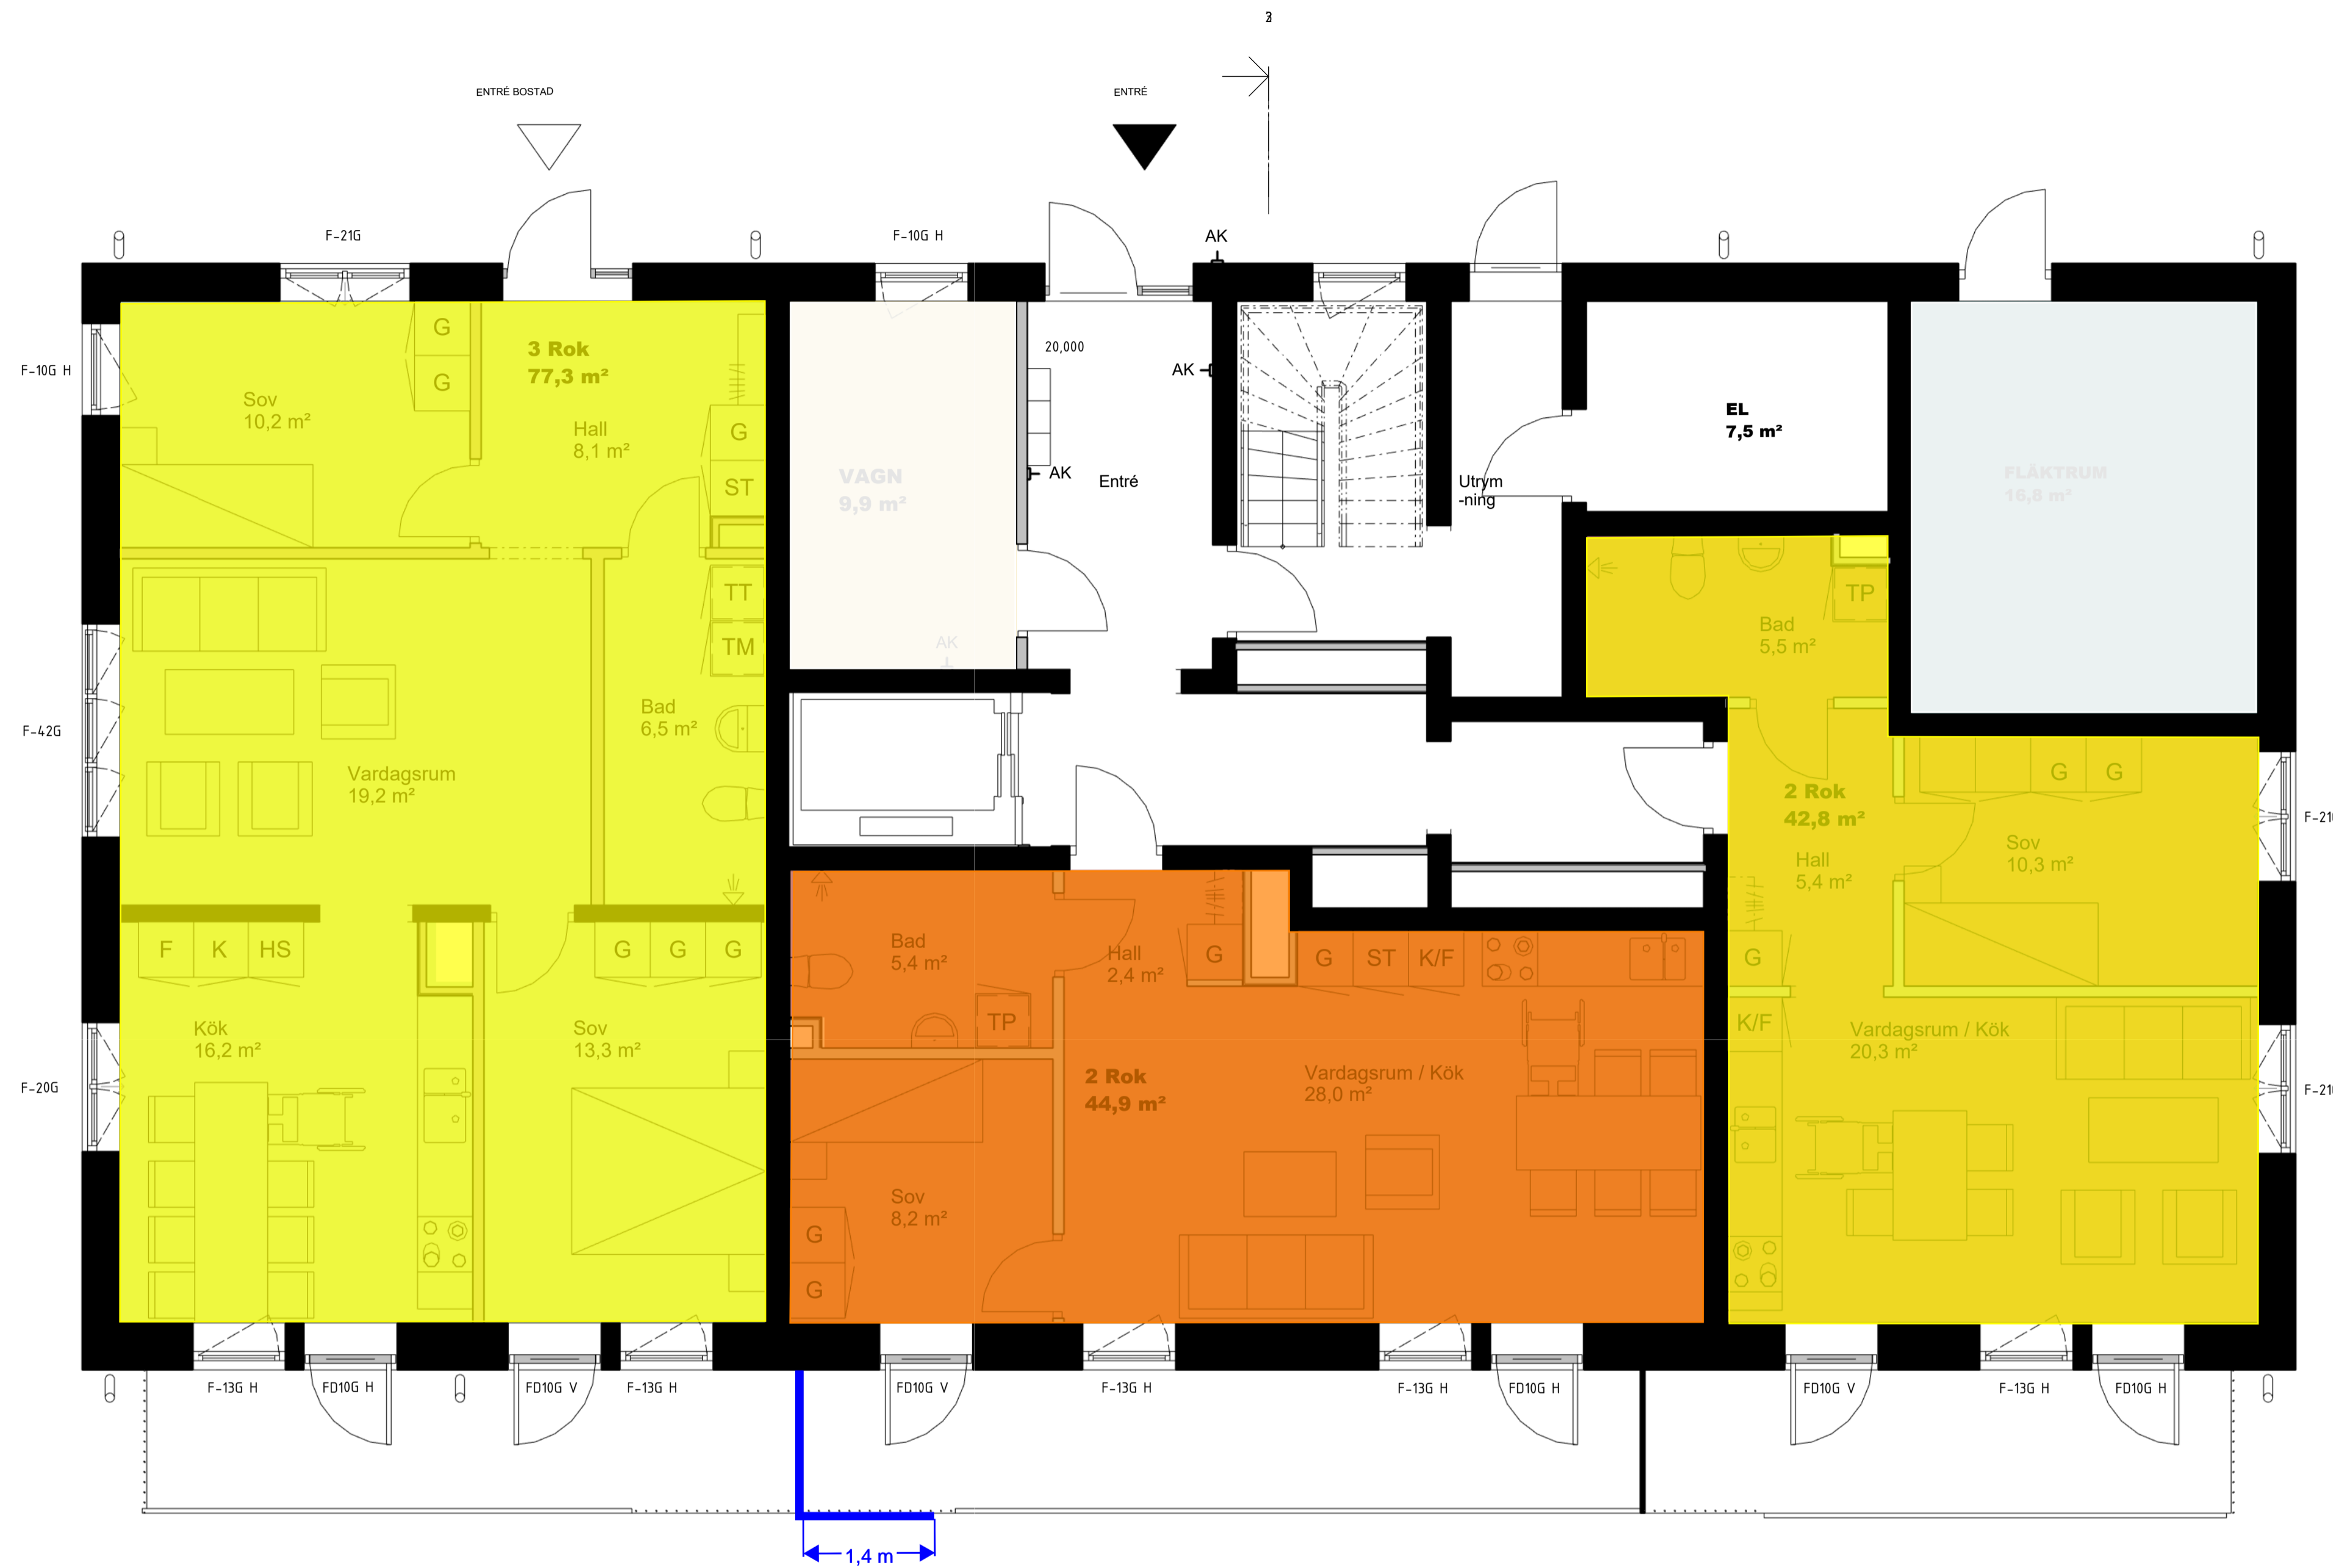 ENTRÉ BOSTAD
ENTRÉ
F-21G
F-10G H
AK
F-10G H
G
G
3 Rok
77,3 m²
Sov
10,2 m²
Hall
8,1 m²
G
ST
20,000
AK
AK
Entré
VAGN
9,9 m²
AK
Utrym
-ning
EL
7,5 m²
FLÄKTRUM
16,8 m²
TT
TM
Bad
6,5 m²
TP
Bad
5,5 m²
F-42G
Vardagsrum
19,2 m²
2 Rok
42,8 m²
Hall
5,4 m²
G
G
G
Sov
10,3 m²
F
K
HS
G
G
G
Bad
5,4 m²
Hall
2,4 m²
G
G
ST
K/F
TP
K/F
Kök
16,2 m²
Sov
13,3 m²
F-20G
2 Rok
44,9 m²
Vardagsrum / Kök
28,0 m²
Vardagsrum / Kök
20,3 m²
Sov
8,2 m²
G
G
F-13G H
FD10G H
FD10G V
F-13G H
FD10G V
F-13G H
F-13G H
FD10G H
FD10G V
F-13G H
FD10G H
1,4 m